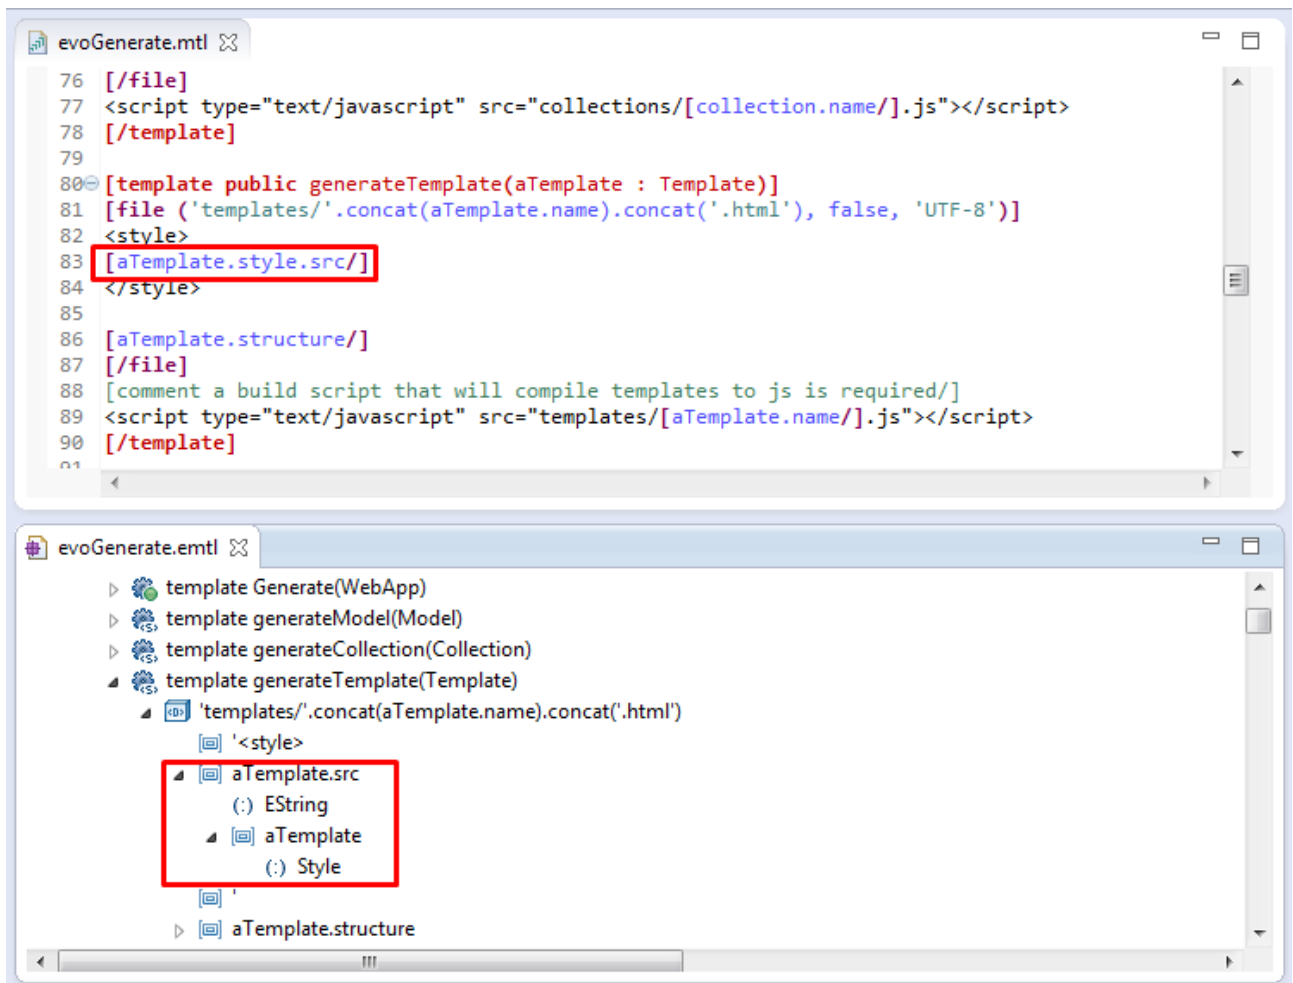 evoGenerate.mtl
76 [/file]
77 <script type="text/javascript" src="collections/[collection.name/].js"></script>
78 [/template]
79
80 [template public generateTemplate(aTemplate : Template)]
81 [file ('templates/'.concat(aTemplate.name).concat('.html'), false, 'UTF-8')]
82 <style>
83 [aTemplate.style.src/]
84 </style>
85
86 [aTemplate.structure/]
87 [/file]
88 [comment a build script that will compile templates to js is required/]
89 <script type="text/javascript" src="templates/[aTemplate.name/].js"></script>
90 [/template]
91
evoGenerate.emtl
template Generate(WebApp)
template generateModel(Model)
template generateCollection(Collection)
template generateTemplate(Template)
'templates/'.concat(aTemplate.name).concat('.html')
'<style>
aTemplate.src
(:) EString
aTemplate
(:) Style
'
aTemplate.structure